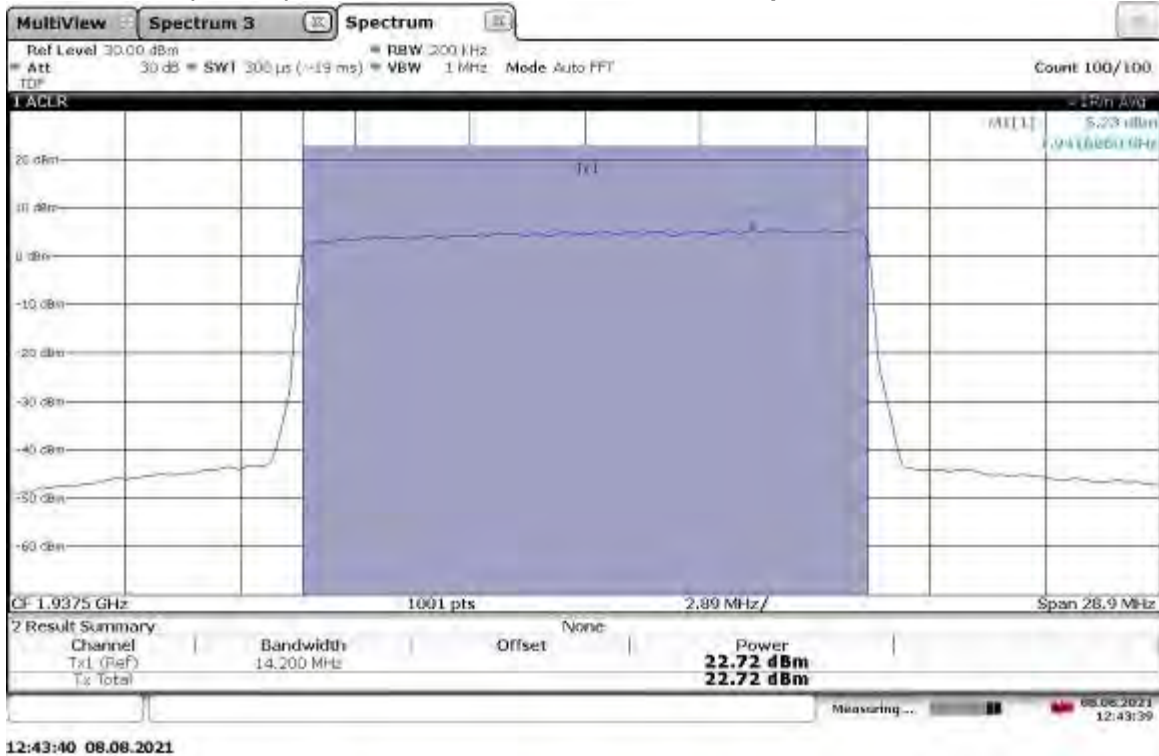 MultiView Spectrum 3 Spectrum
Ref Level 30.00 dBm RBW 200 kHz
Att 30 dB SWT 300 µs (~19 ms) VBW 1 MHz Mode Auto FFT Count 100/100
TDF
1 ACLR
M1[1] 5.23 dBm
20 dBm
Tx1
10 dBm
0 dBm
-10 dBm
-20 dBm
-30 dBm
-40 dBm
-50 dBm
-60 dBm
CF 1.9375 GHz 1001 pts 2.89 MHz/ Span 28.9 MHz
2 Result Summary None
Channel Bandwidth Offset Power
Tx1 (Ref) 14.200 MHz 22.72 dBm
Tx Total 22.72 dBm
Measuring... 08.08.2021
12:43:39
12:43:40 08.08.2021